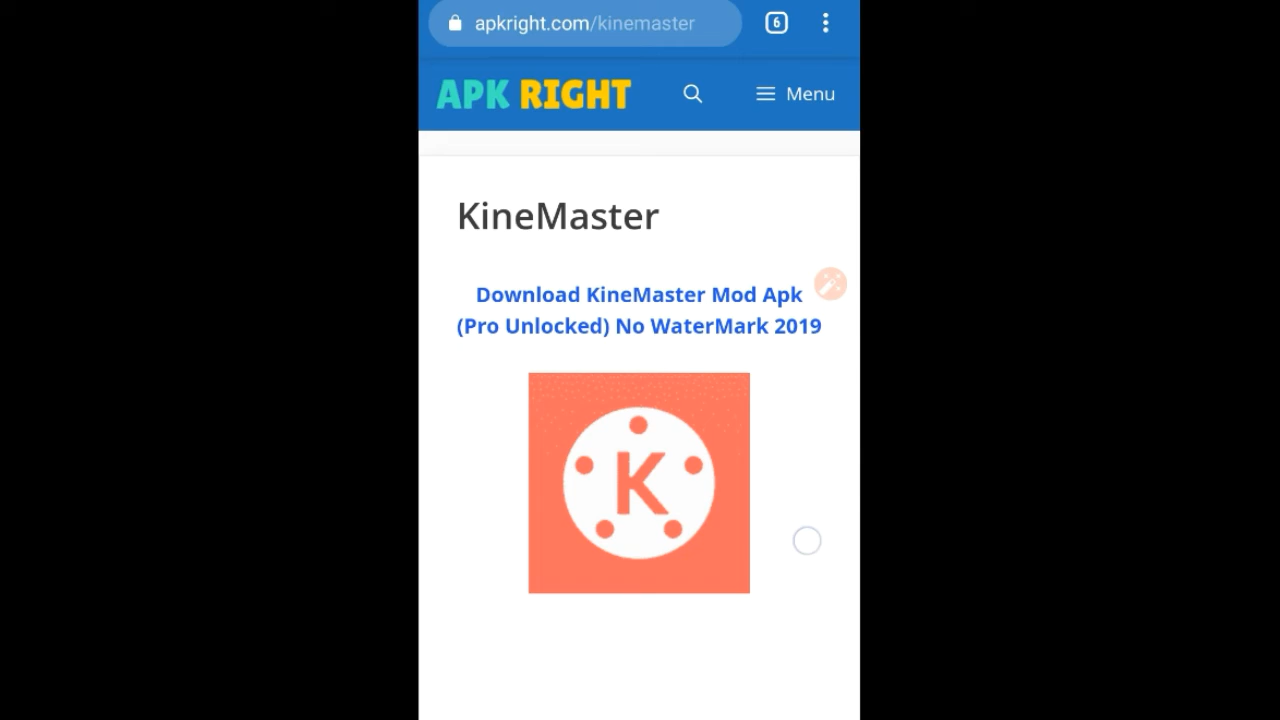 apkright.com/kinemaster
6
APK RIGHT
Menu
KineMaster
Download KineMaster Mod Apk
(Pro Unlocked) No WaterMark 2019
K